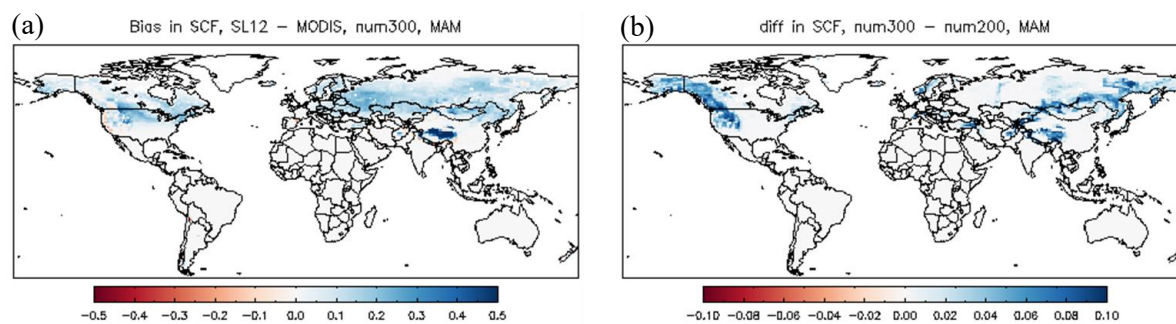 (a)
Bias in SCF, SL12 − MODIS, num300, MAM
-0.5 -0.4 -0.3 -0.2 -0.1 0.0 0.1 0.2 0.3 0.4 0.5
(b)
diff in SCF, num300 − num200, MAM
-0.10 -0.08 -0.06 -0.04 -0.02 0.00 0.02 0.04 0.06 0.08 0.10